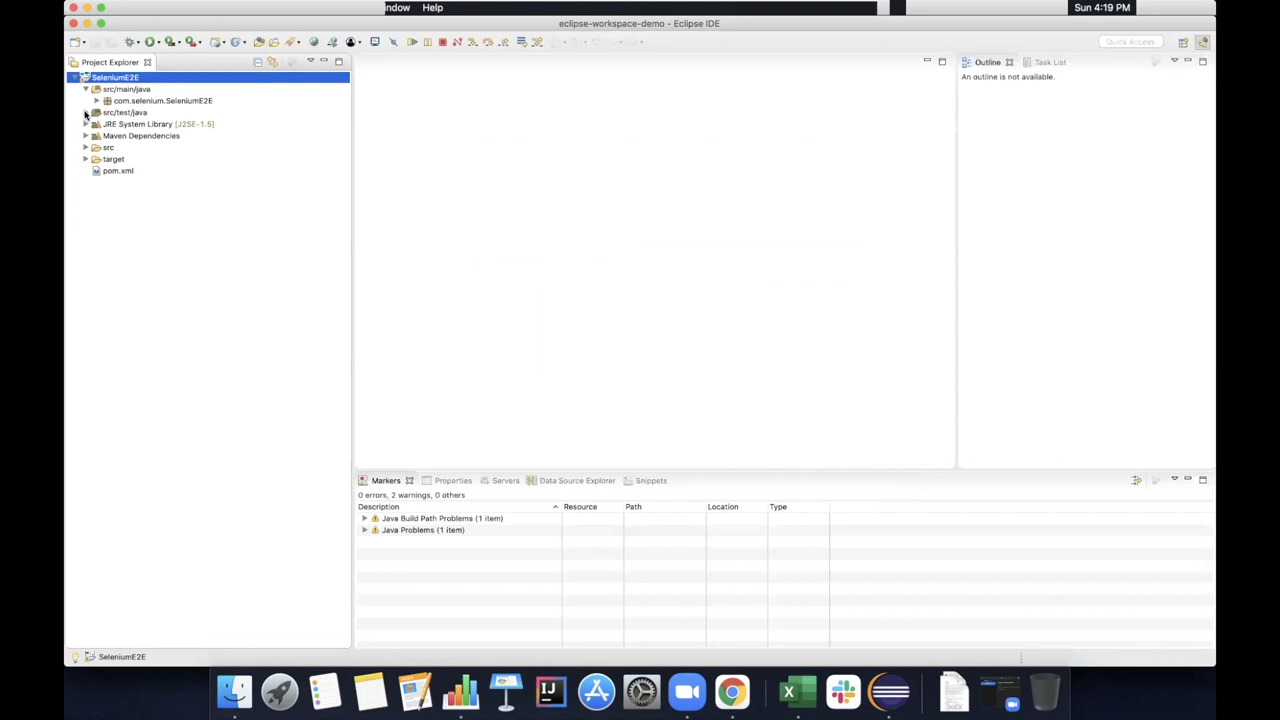 ndow Help
Sun 4:19 PM
eclipse-workspace-demo - Eclipse IDE
Quick Access
Project Explorer
SeleniumE2E
src/main/java
com.selenium.SeleniumE2E
src/test/java
JRE System Library [J2SE-1.5]
Maven Dependencies
src
target
pom.xml
Outline
Task List
An outline is not available.
Markers
Properties
Servers
Data Source Explorer
Snippets
0 errors, 2 warnings, 0 others
Description Resource Path Location Type
Java Build Path Problems (1 item)
Java Problems (1 item)
SeleniumE2E
IJ
DOCX